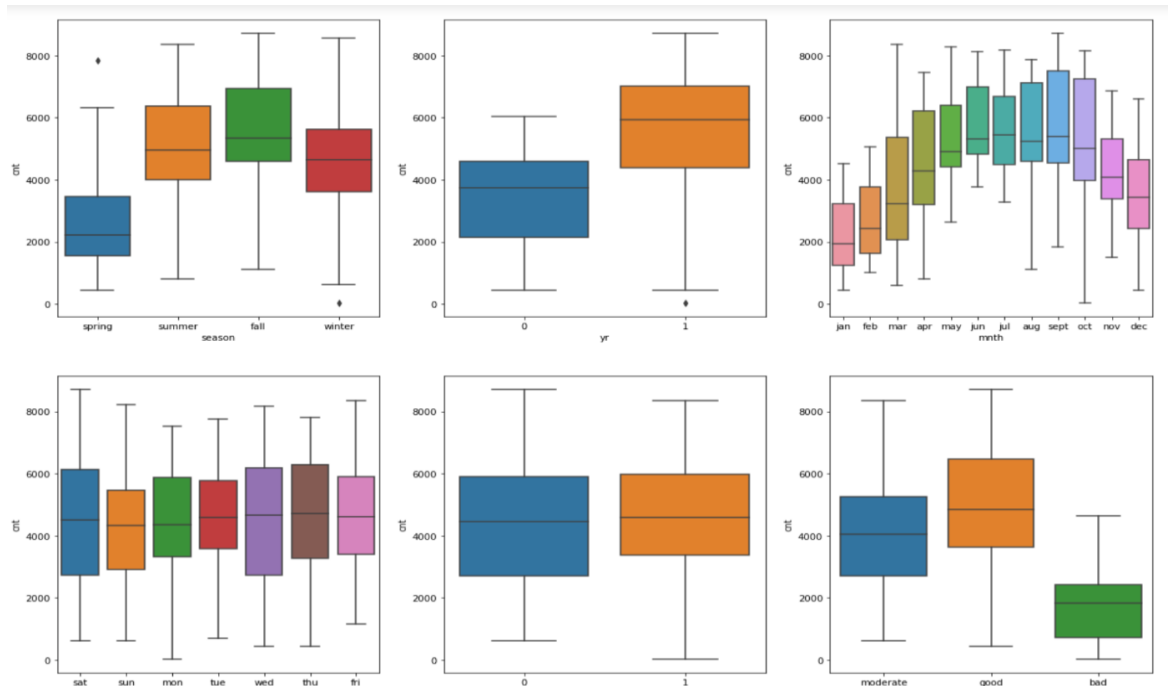 8000
6000
4000
2000
0
cnt
spring summer fall winter
season
8000
6000
4000
2000
0
cnt
0 1
yr
8000
6000
4000
2000
0
cnt
jan feb mar apr may jun jul aug sept oct nov dec
mnth
8000
6000
4000
2000
0
cnt
sat sun mon tue wed thu fri
8000
6000
4000
2000
0
cnt
0 1
8000
6000
4000
2000
0
cnt
moderate good bad